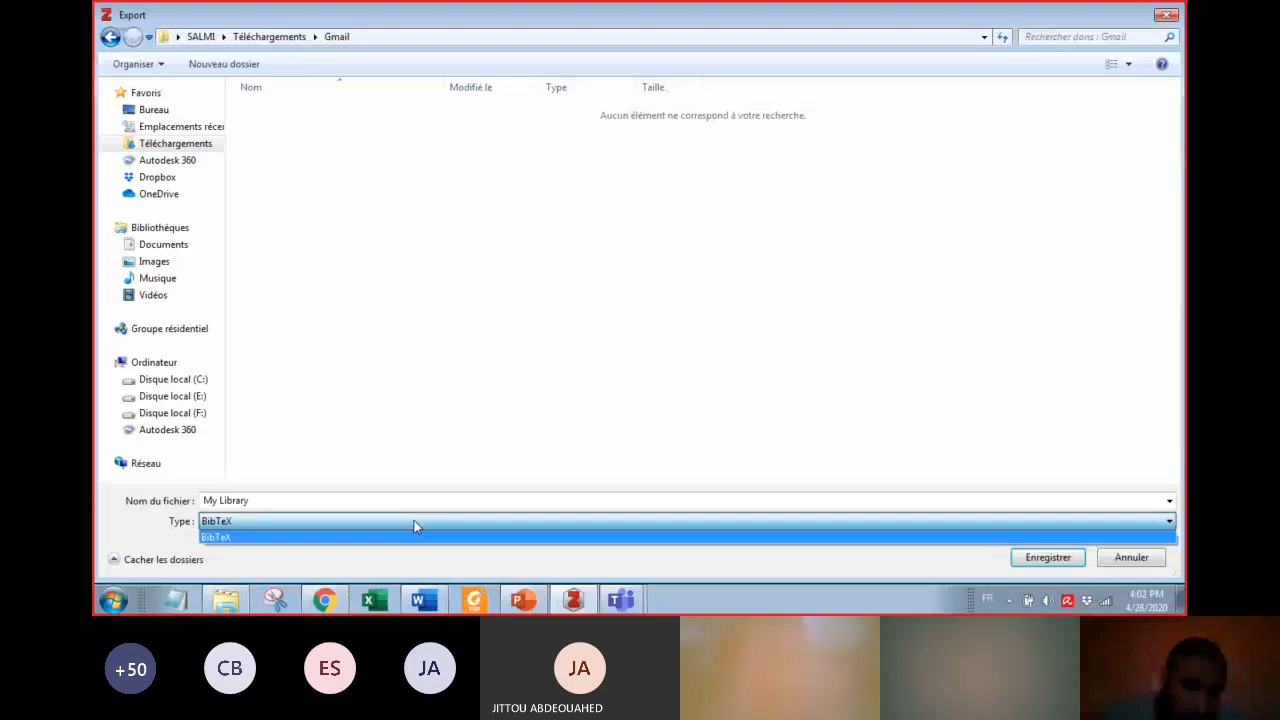 Export
SALMI Téléchargements Gmail
Rechercher dans : Gmail
Organiser Nouveau dossier
Nom Modifié le Type Taille
Aucun élément ne correspond à votre recherche.
Favoris
Bureau
Emplacements récer
Téléchargements
Autodesk 360
Dropbox
OneDrive
Bibliothèques
Documents
Images
Musique
Vidéos
Groupe résidentiel
Ordinateur
Disque local (C:)
Disque local (E:)
Disque local (F:)
Autodesk 360
Réseau
Nom du fichier : My Library
Type : BibTeX
BibTeX
Cacher les dossiers
Enregistrer Annuler
FR
4:02 PM
4/28/2020
+50 CB ES JA JA
JITTOU ABDEOUAHED